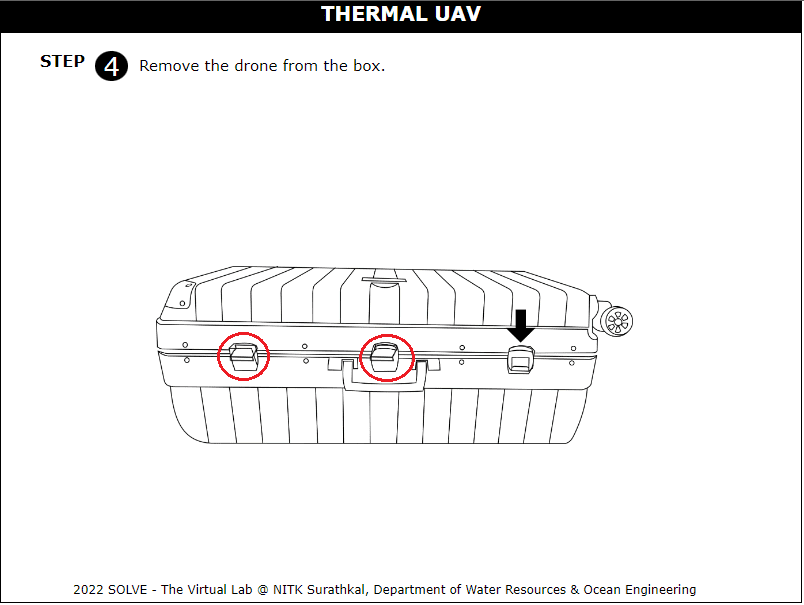 THERMAL UAV
STEP 4 Remove the drone from the box.
2022 SOLVE - The Virtual Lab @ NITK Surathkal, Department of Water Resources & Ocean Engineering